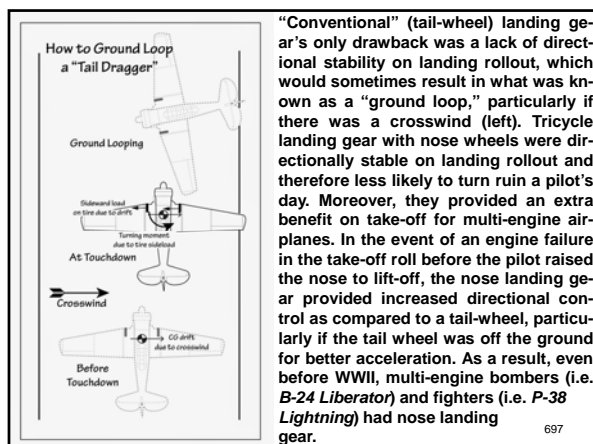 How to Ground Loop
a "Tail Dragger"
Ground Looping
Sideward load
on tire due to drift
Turning moment
due to tire sideload
At Touchdown
Crosswind
CG drift
due to crosswind
Before
Touchdown
“Conventional” (tail-wheel) landing ge-
ar’s only drawback was a lack of direct-
ional stability on landing rollout, which
would sometimes result in what was kn-
own as a “ground loop,” particularly if
there was a crosswind (left). Tricycle
landing gear with nose wheels were dir-
ectionally stable on landing rollout and
therefore less likely to turn ruin a pilot’s
day. Moreover, they provided an extra
benefit on take-off for multi-engine air-
planes. In the event of an engine failure
in the take-off roll before the pilot raised
the nose to lift-off, the nose landing ge-
ar provided increased directional con-
trol as compared to a tail-wheel, particu-
larly if the tail wheel was off the ground
for better acceleration. As a result, even
before WWII, multi-engine bombers (i.e.
B-24 Liberator) and fighters (i.e. P-38
Lightning) had nose landing
gear.
697